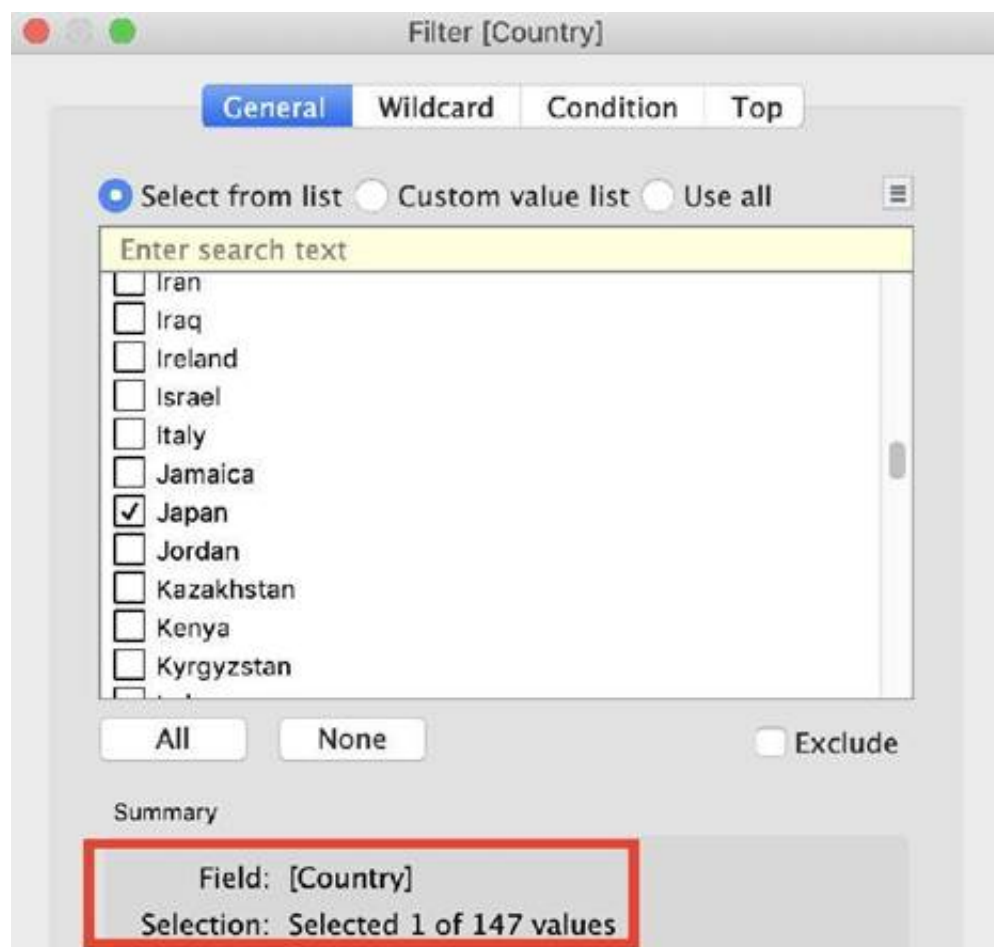 Filter [Country]
General Wildcard Condition Top
Select from list Custom value list Use all
Enter search text
Iran
Iraq
Ireland
Israel
Italy
Jamaica
Japan
Jordan
Kazakhstan
Kenya
Kyrgyzstan
All None Exclude
Summary
Field: [Country]
Selection: Selected 1 of 147 values